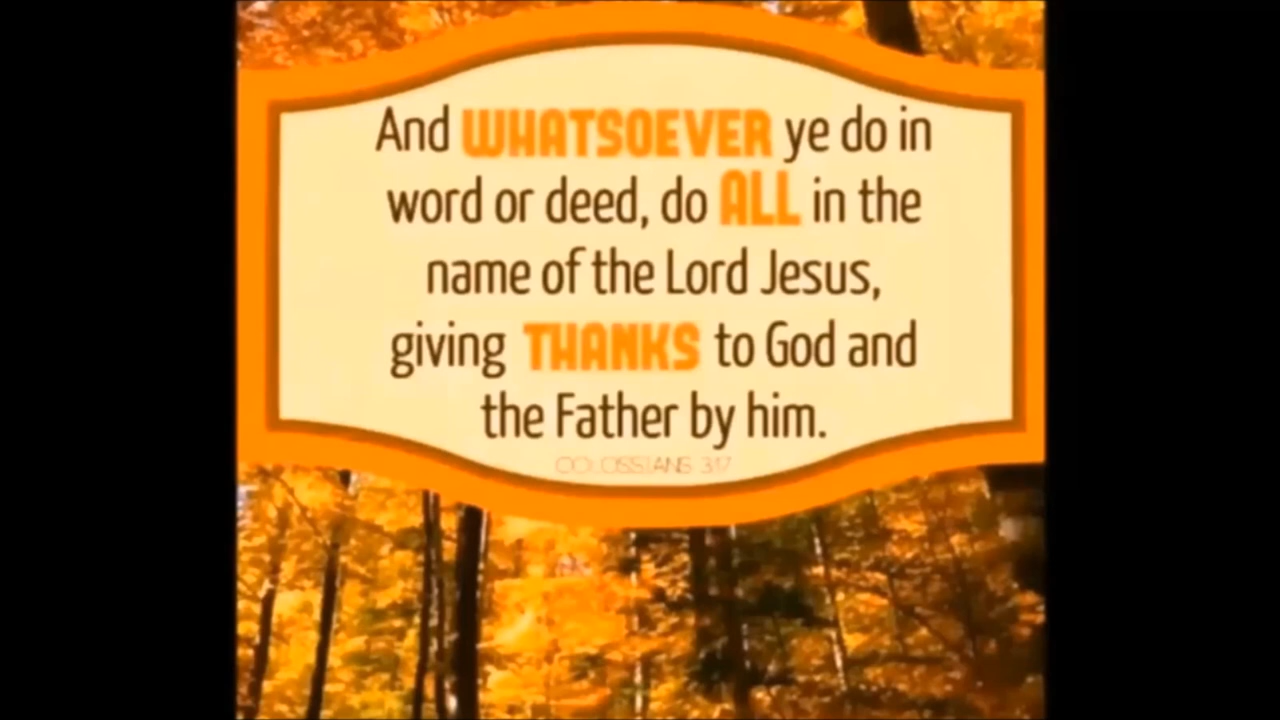 And WHATSOEVER ye do in
word or deed, do ALL in the
name of the Lord Jesus,
giving THANKS to God and
the Father by him.
COLOSSIANS 3:17